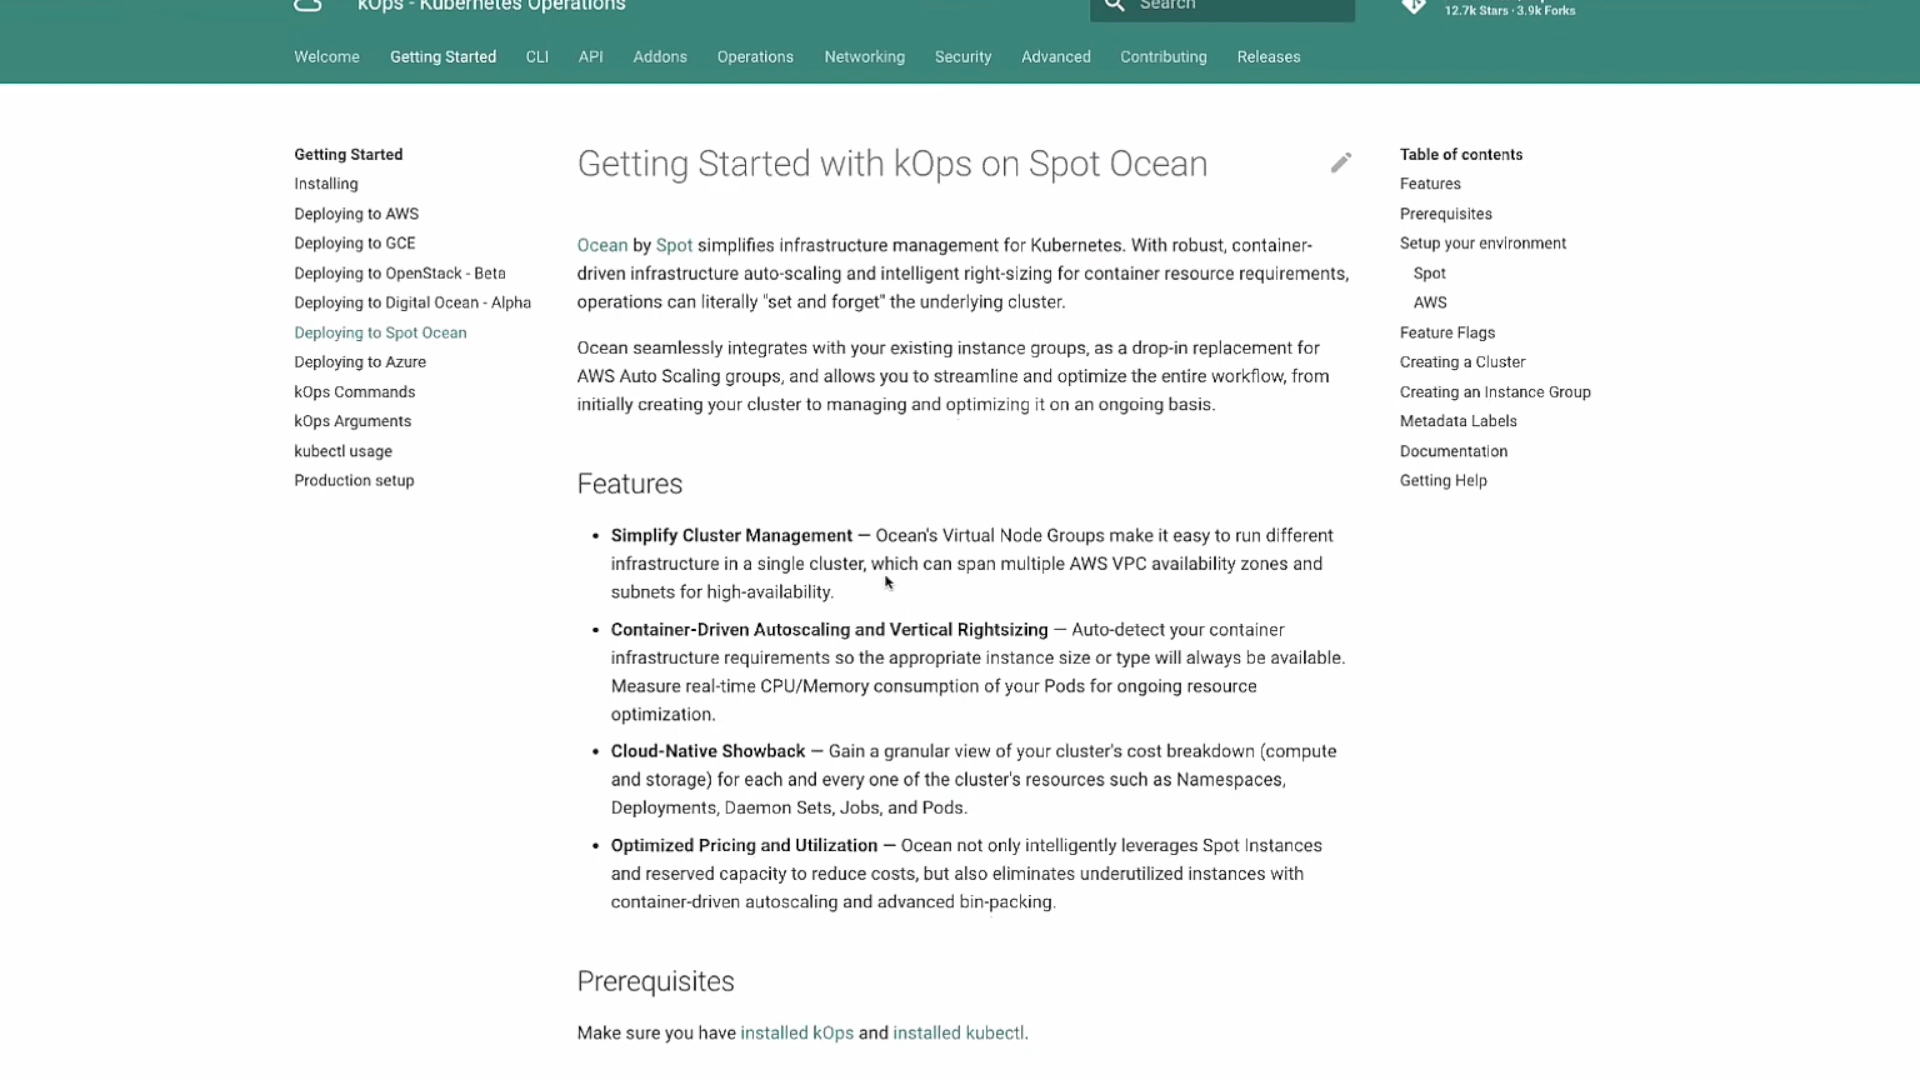 kOps - Kubernetes Operations
Search
12.7k Stars · 3.9k Forks
Welcome Getting Started CLI API Addons Operations Networking Security Advanced Contributing Releases
Getting Started
Installing
Deploying to AWS
Deploying to GCE
Deploying to OpenStack - Beta
Deploying to Digital Ocean - Alpha
Deploying to Spot Ocean
Deploying to Azure
kOps Commands
kOps Arguments
kubectl usage
Production setup
Getting Started with kOps on Spot Ocean
Ocean by Spot simplifies infrastructure management for Kubernetes. With robust, container-
driven infrastructure auto-scaling and intelligent right-sizing for container resource requirements,
operations can literally "set and forget" the underlying cluster.
Ocean seamlessly integrates with your existing instance groups, as a drop-in replacement for
AWS Auto Scaling groups, and allows you to streamline and optimize the entire workflow, from
initially creating your cluster to managing and optimizing it on an ongoing basis.
Features
• Simplify Cluster Management — Ocean's Virtual Node Groups make it easy to run different
infrastructure in a single cluster, which can span multiple AWS VPC availability zones and
subnets for high-availability.
• Container-Driven Autoscaling and Vertical Rightsizing — Auto-detect your container
infrastructure requirements so the appropriate instance size or type will always be available.
Measure real-time CPU/Memory consumption of your Pods for ongoing resource
optimization.
• Cloud-Native Showback — Gain a granular view of your cluster's cost breakdown (compute
and storage) for each and every one of the cluster's resources such as Namespaces,
Deployments, Daemon Sets, Jobs, and Pods.
• Optimized Pricing and Utilization — Ocean not only intelligently leverages Spot Instances
and reserved capacity to reduce costs, but also eliminates underutilized instances with
container-driven autoscaling and advanced bin-packing.
Prerequisites
Make sure you have installed kOps and installed kubectl.
Table of contents
Features
Prerequisites
Setup your environment
Spot
AWS
Feature Flags
Creating a Cluster
Creating an Instance Group
Metadata Labels
Documentation
Getting Help